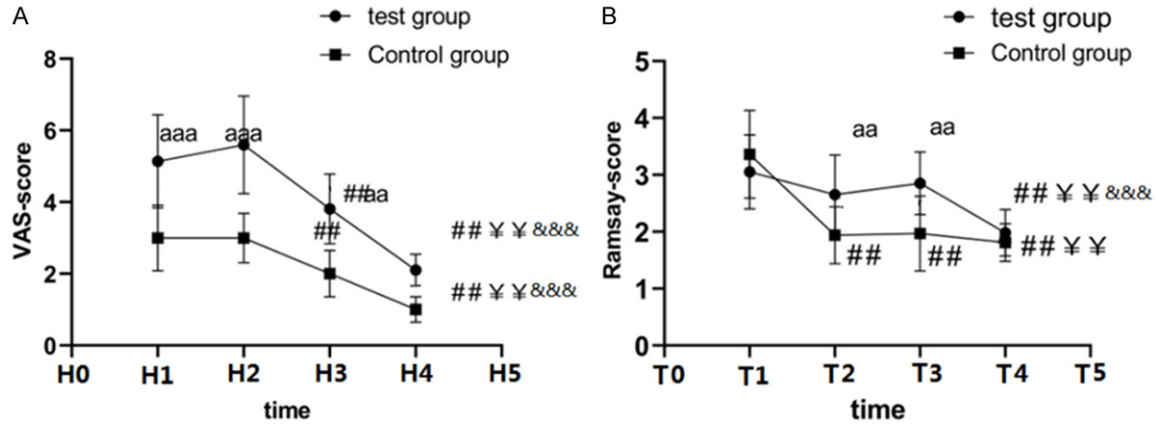 A
test group
Control group
VAS-score
8
6
4
2
0
aaa
aaa
##aa
##
##¥¥&&&
##¥¥&&&
H0 H1 H2 H3 H4 H5
time
B
test group
Control group
Ramsay-score
5
4
3
2
1
0
aa
aa
##¥¥&&&
##
##
##¥¥
T0 T1 T2 T3 T4 T5
time